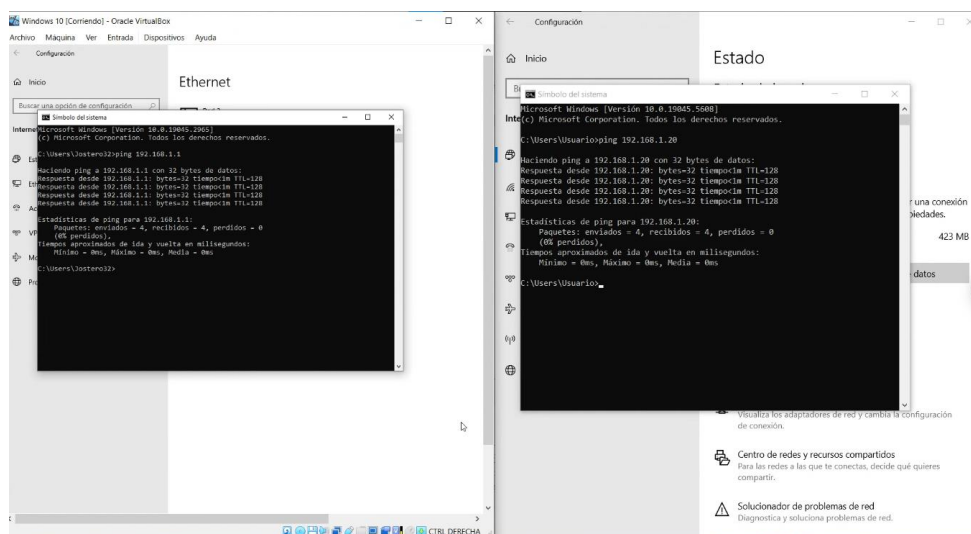 Windows 10 [Corriendo] - Oracle VirtualBox
Archivo Máquina Ver Entrada Dispositivos Ayuda
Configuración
Inicio
Ethernet
Buscar una opción de configuración
Símbolo del sistema
Microsoft Windows [Versión 10.0.19045.2965]
(c) Microsoft Corporation. Todos los derechos reservados.
C:\Users\Jostero32>ping 192.168.1.1
Haciendo ping a 192.168.1.1 con 32 bytes de datos:
Respuesta desde 192.168.1.1: bytes=32 tiempo<1m TTL=128
Respuesta desde 192.168.1.1: bytes=32 tiempo<1m TTL=128
Respuesta desde 192.168.1.1: bytes=32 tiempo<1m TTL=128
Respuesta desde 192.168.1.1: bytes=32 tiempo<1m TTL=128
Estadísticas de ping para 192.168.1.1:
Paquetes: enviados = 4, recibidos = 4, perdidos = 0
(0% perdidos),
Tiempos aproximados de ida y vuelta en milisegundos:
Mínimo = 0ms, Máximo = 0ms, Media = 0ms
C:\Users\Jostero32>
CTRL DERECHA
Configuración
Inicio
Estado
Símbolo del sistema
Microsoft Windows [Versión 10.0.19045.5608]
(c) Microsoft Corporation. Todos los derechos reservados.
C:\Users\Usuario>ping 192.168.1.20
Haciendo ping a 192.168.1.20 con 32 bytes de datos:
Respuesta desde 192.168.1.20: bytes=32 tiempo<1m TTL=128
Respuesta desde 192.168.1.20: bytes=32 tiempo<1m TTL=128
Respuesta desde 192.168.1.20: bytes=32 tiempo<1m TTL=128
Respuesta desde 192.168.1.20: bytes=32 tiempo<1m TTL=128
Estadísticas de ping para 192.168.1.20:
Paquetes: enviados = 4, recibidos = 4, perdidos = 0
(0% perdidos),
Tiempos aproximados de ida y vuelta en milisegundos:
Mínimo = 0ms, Máximo = 0ms, Media = 0ms
C:\Users\Usuario>
r una conexión
piedades.
423 MB
datos
Visualiza los adaptadores de red y cambia la configuración
de conexión.
Centro de redes y recursos compartidos
Para las redes a las que te conectas, decide qué quieres
compartir.
Solucionador de problemas de red
Diagnostica y soluciona problemas de red.